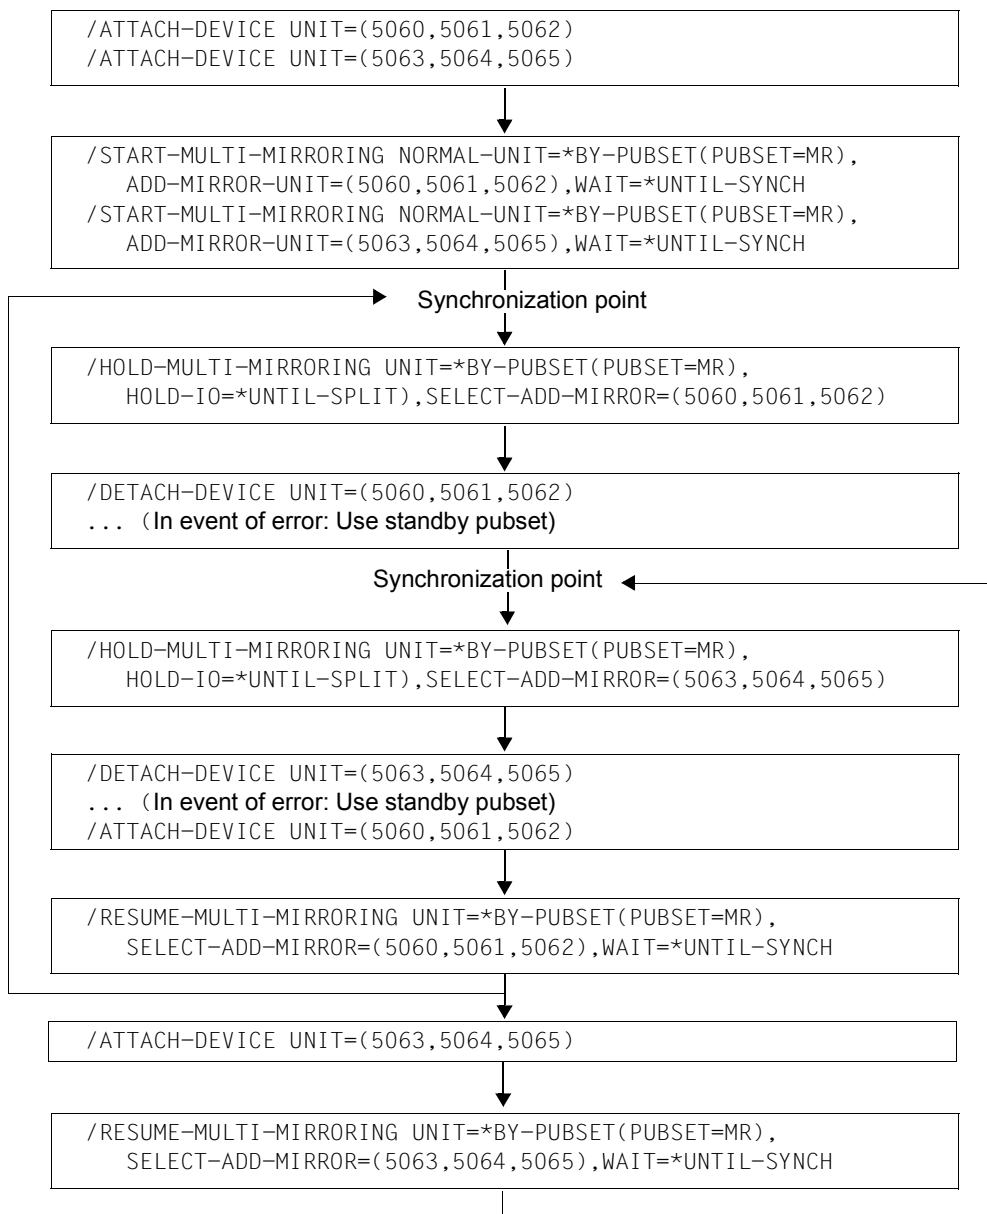 /ATTACH-DEVICE UNIT=(5060,5061,5062)
/ATTACH-DEVICE UNIT=(5063,5064,5065)
/START-MULTI-MIRRORING NORMAL-UNIT=*BY-PUBSET(PUBSET=MR),
ADD-MIRROR-UNIT=(5060,5061,5062),WAIT=*UNTIL-SYNCH
/START-MULTI-MIRRORING NORMAL-UNIT=*BY-PUBSET(PUBSET=MR),
ADD-MIRROR-UNIT=(5063,5064,5065),WAIT=*UNTIL-SYNCH
Synchronization point
/HOLD-MULTI-MIRRORING UNIT=*BY-PUBSET(PUBSET=MR),
HOLD-IO=*UNTIL-SPLIT),SELECT-ADD-MIRROR=(5060,5061,5062)
/DETACH-DEVICE UNIT=(5060,5061,5062)
... (In event of error: Use standby pubset)
Synchronization point
/HOLD-MULTI-MIRRORING UNIT=*BY-PUBSET(PUBSET=MR),
HOLD-IO=*UNTIL-SPLIT),SELECT-ADD-MIRROR=(5063,5064,5065)
/DETACH-DEVICE UNIT=(5063,5064,5065)
... (In event of error: Use standby pubset)
/ATTACH-DEVICE UNIT=(5060,5061,5062)
/RESUME-MULTI-MIRRORING UNIT=*BY-PUBSET(PUBSET=MR),
SELECT-ADD-MIRROR=(5060,5061,5062),WAIT=*UNTIL-SYNCH
/ATTACH-DEVICE UNIT=(5063,5064,5065)
/RESUME-MULTI-MIRRORING UNIT=*BY-PUBSET(PUBSET=MR),
SELECT-ADD-MIRROR=(5063,5064,5065),WAIT=*UNTIL-SYNCH